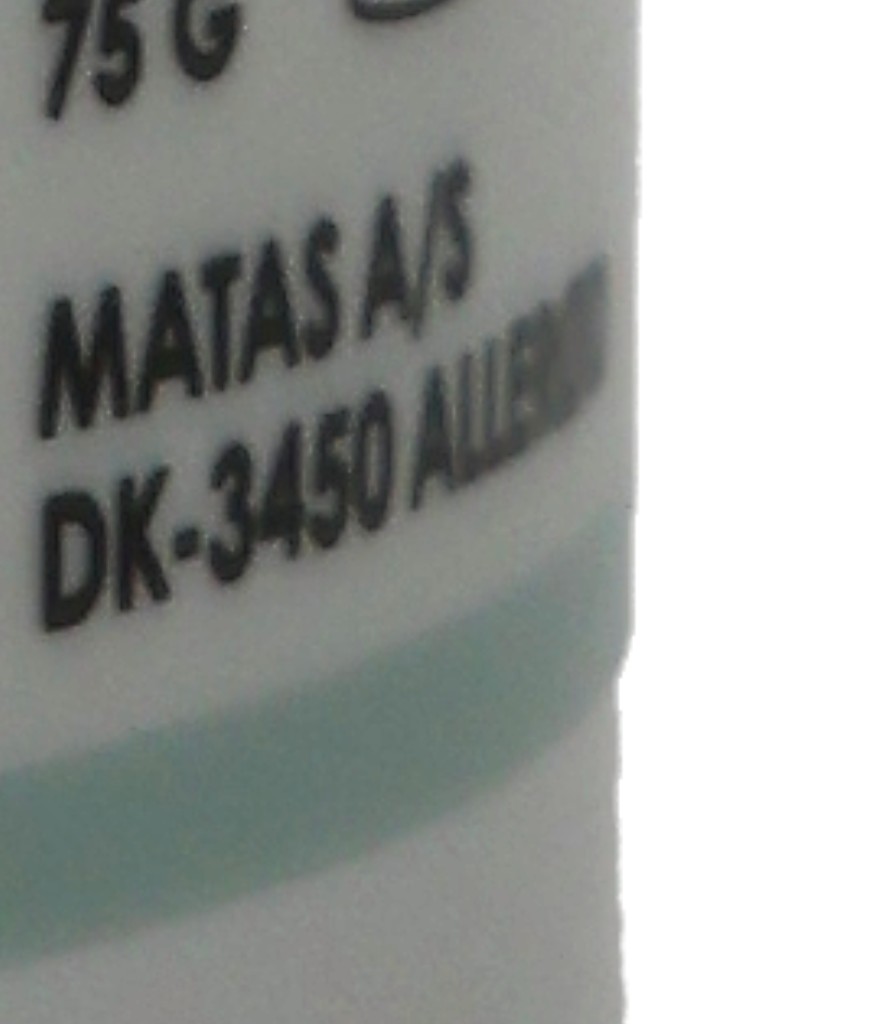 75 G
MATAS A/S
DK-3450